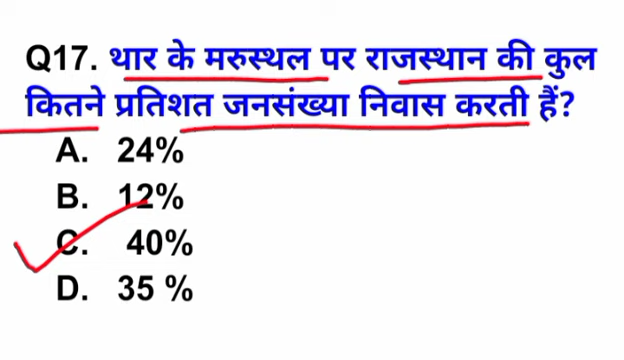 Q17. थार के मरुस्थल पर राजस्थान की कुल
कितने प्रतिशत जनसंख्या निवास करती हैं?
A. 24%
B. 12%
C. 40%
D. 35 %